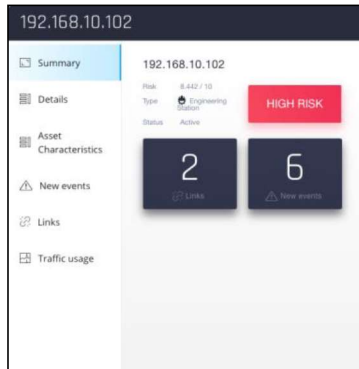 192.168.10.102
Summary
Details
Asset
Characteristics
New events
Links
Traffic usage
192.168.10.102
Risk 8.442 / 10
Type Engineering
Station
Status Active
HIGH RISK
2
Links
6
New events